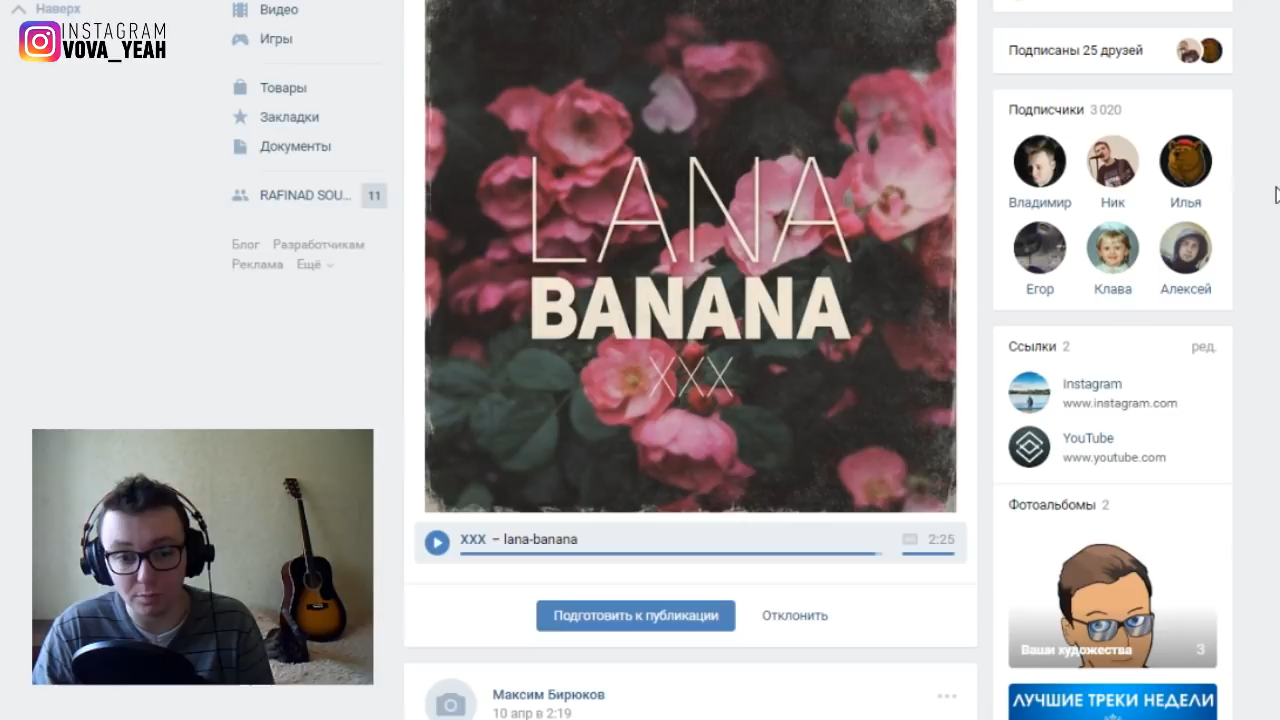 Наверх
INSTAGRAM
VOVA_YEAH
Видео
Игры
Товары
Закладки
Документы
RAFINAD SOU... 11
Блог Разработчикам
Реклама Ещё
LANA
BANANA
XXX
XXX – lana-banana 2:25
Подготовить к публикации Отклонить
Максим Бирюков
10 апр в 2:19
Подписаны 25 друзей
Подписчики 3 020
Владимир Ник Илья
Егор Клава Алексей
Ссылки 2 ред.
Instagram
www.instagram.com
YouTube
www.youtube.com
Фотоальбомы 2
Ваши художества 3
ЛУЧШИЕ ТРЕКИ НЕДЕЛИ